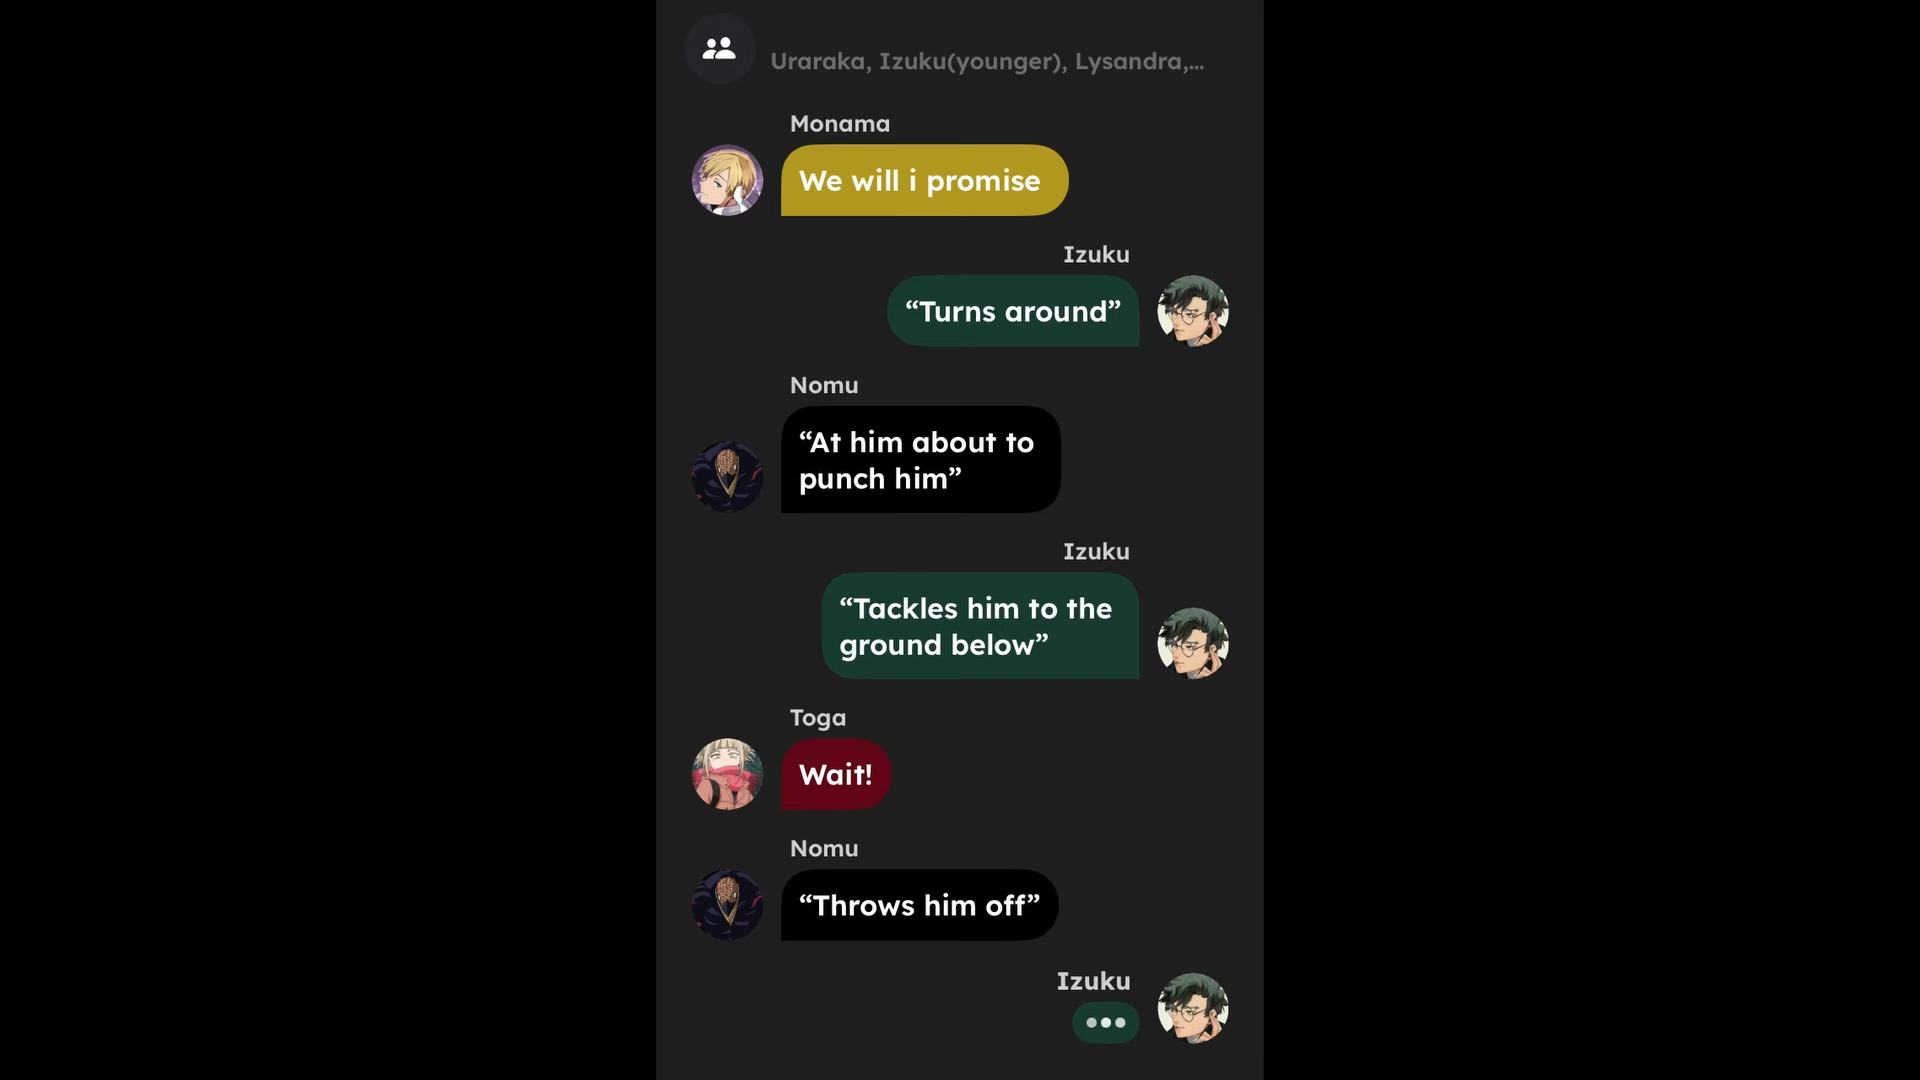 Uraraka, Izuku(younger), Lysandra,...
Monama
We will i promise
Izuku
“Turns around”
Nomu
“At him about to
punch him”
Izuku
“Tackles him to the
ground below”
Toga
Wait!
Nomu
“Throws him off”
Izuku